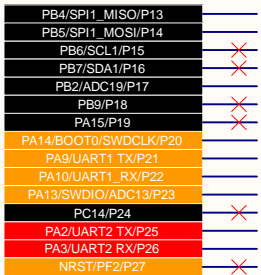 PB4/SPI1_MISO/P13
PB5/SPI1_MOSI/P14
PB6/SCL1/P15
PB7/SDA1/P16
PB2/ADC19/P17
PB9/P18
PA15/P19
PA14/BOOT0/SWDCLK/P20
PA9/UART1 TX/P21
PA10/UART1_RX/P22
PA13/SWDIO/ADC13/P23
PC14/P24
PA2/UART2 TX/P25
PA3/UART2 RX/P26
NRST/PF2/P27